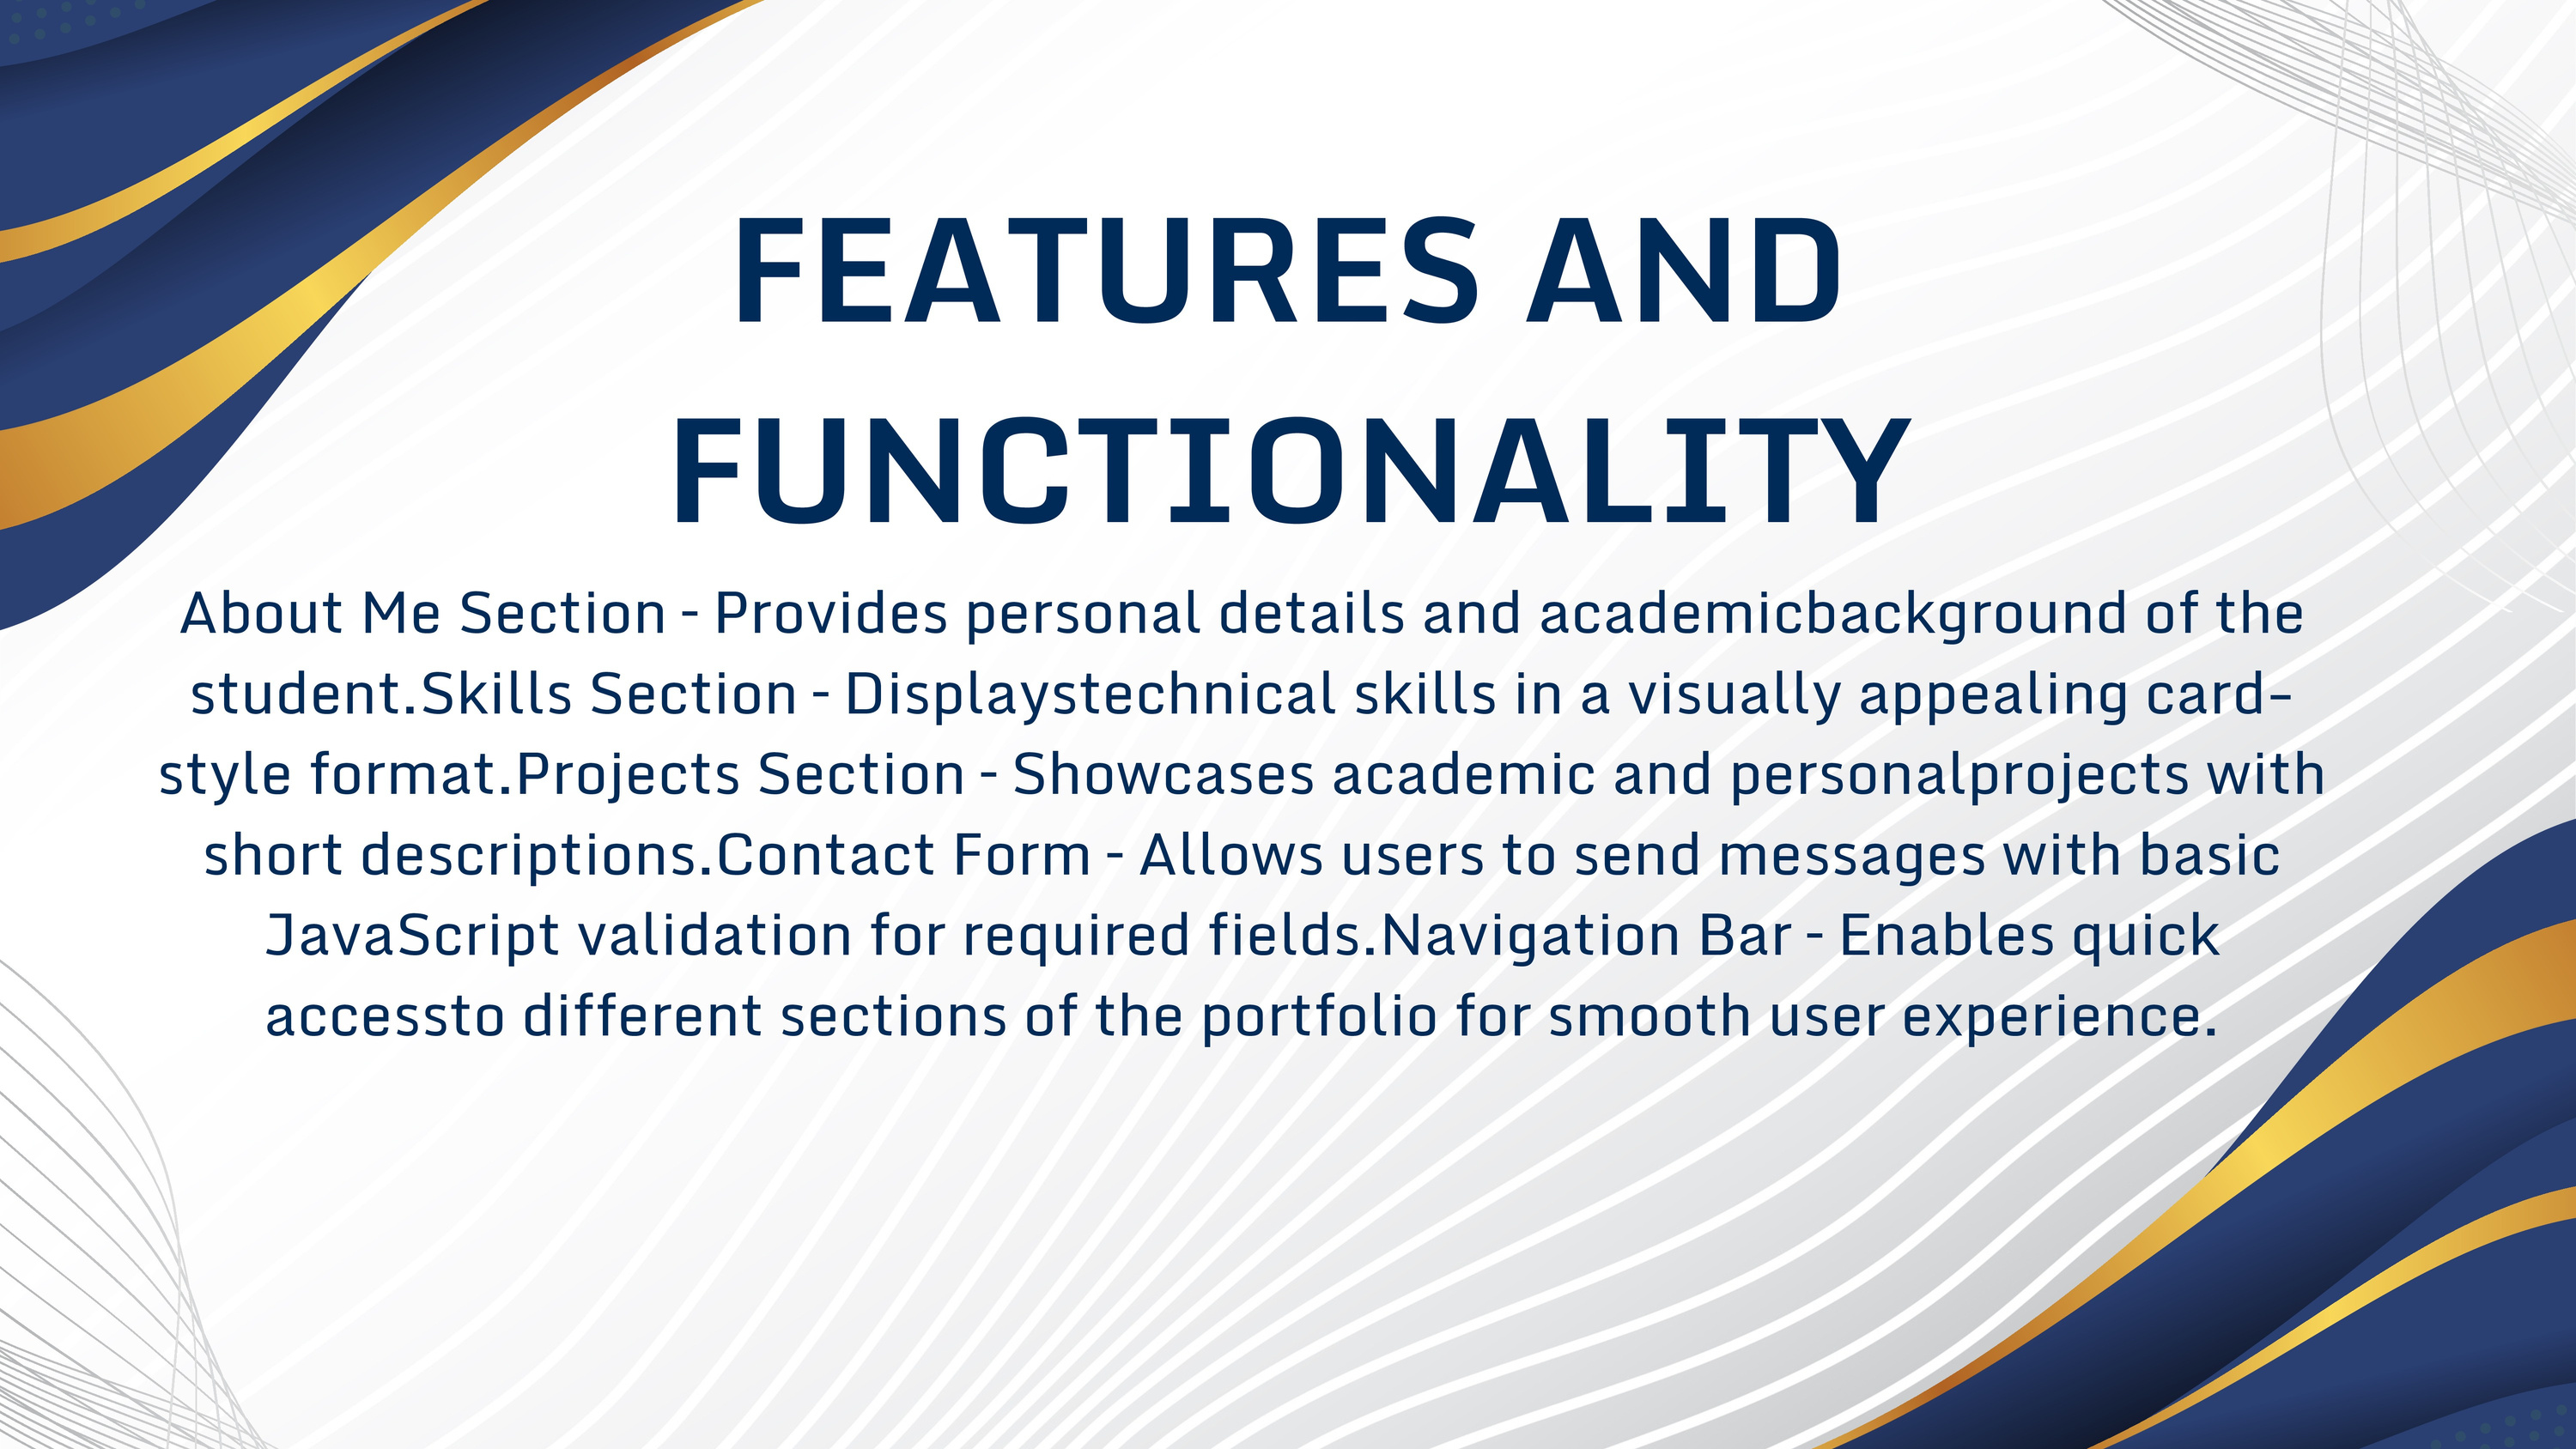 FEATURES AND
FUNCTIONALITY
About Me Section - Provides personal details and academicbackground of the
student.Skills Section - Displaystechnical skills in a visually appealing card-
style format.Projects Section - Showcases academic and personalprojects with
short descriptions.Contact Form - Allows users to send messages with basic
JavaScript validation for required fields.Navigation Bar - Enables quick
accessto different sections of the portfolio for smooth user experience.